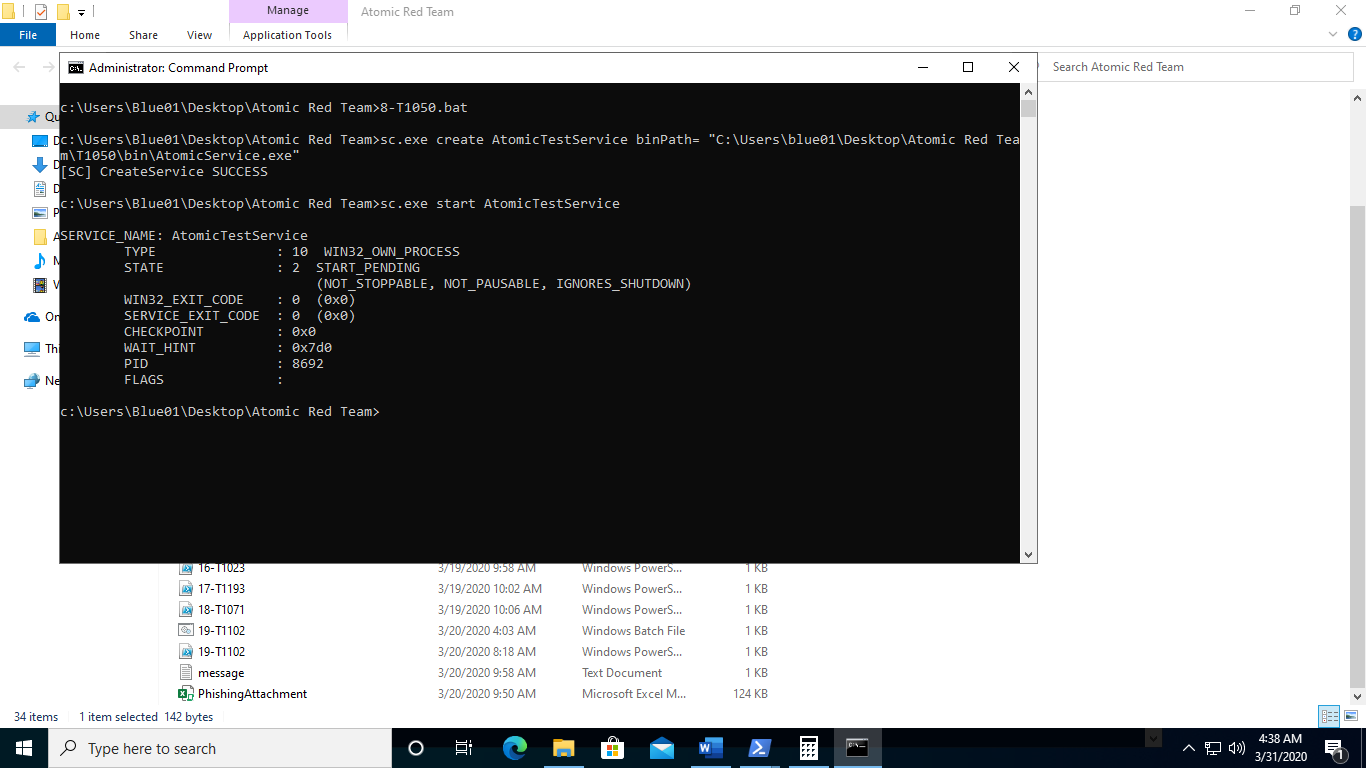 Manage
Atomic Red Team
File
Home
Share
View
Application Tools
Search Atomic Red Team
Administrator: Command Prompt
c:\Users\Blue01\Desktop\Atomic Red Team>8-T1050.bat
c:\Users\Blue01\Desktop\Atomic Red Team>sc.exe create AtomicTestService binPath= "C:\Users\blue01\Desktop\Atomic Red Tea
m\T1050\bin\AtomicService.exe"
[SC] CreateService SUCCESS
c:\Users\Blue01\Desktop\Atomic Red Team>sc.exe start AtomicTestService
SERVICE_NAME: AtomicTestService
TYPE : 10 WIN32_OWN_PROCESS
STATE : 2 START_PENDING
(NOT_STOPPABLE, NOT_PAUSABLE, IGNORES_SHUTDOWN)
WIN32_EXIT_CODE : 0 (0x0)
SERVICE_EXIT_CODE : 0 (0x0)
CHECKPOINT : 0x0
WAIT_HINT : 0x7d0
PID : 8692
FLAGS :
c:\Users\Blue01\Desktop\Atomic Red Team>
16-T1023 3/19/2020 9:58 AM Windows PowerS... 1 KB
17-T1193 3/19/2020 10:02 AM Windows PowerS... 1 KB
18-T1071 3/19/2020 10:06 AM Windows PowerS... 1 KB
19-T1102 3/20/2020 4:03 AM Windows Batch File 1 KB
19-T1102 3/20/2020 8:18 AM Windows PowerS... 1 KB
message 3/20/2020 9:58 AM Text Document 1 KB
PhishingAttachment 3/20/2020 9:50 AM Microsoft Excel M... 124 KB
34 items 1 item selected 142 bytes
Type here to search
4:38 AM
3/31/2020
1